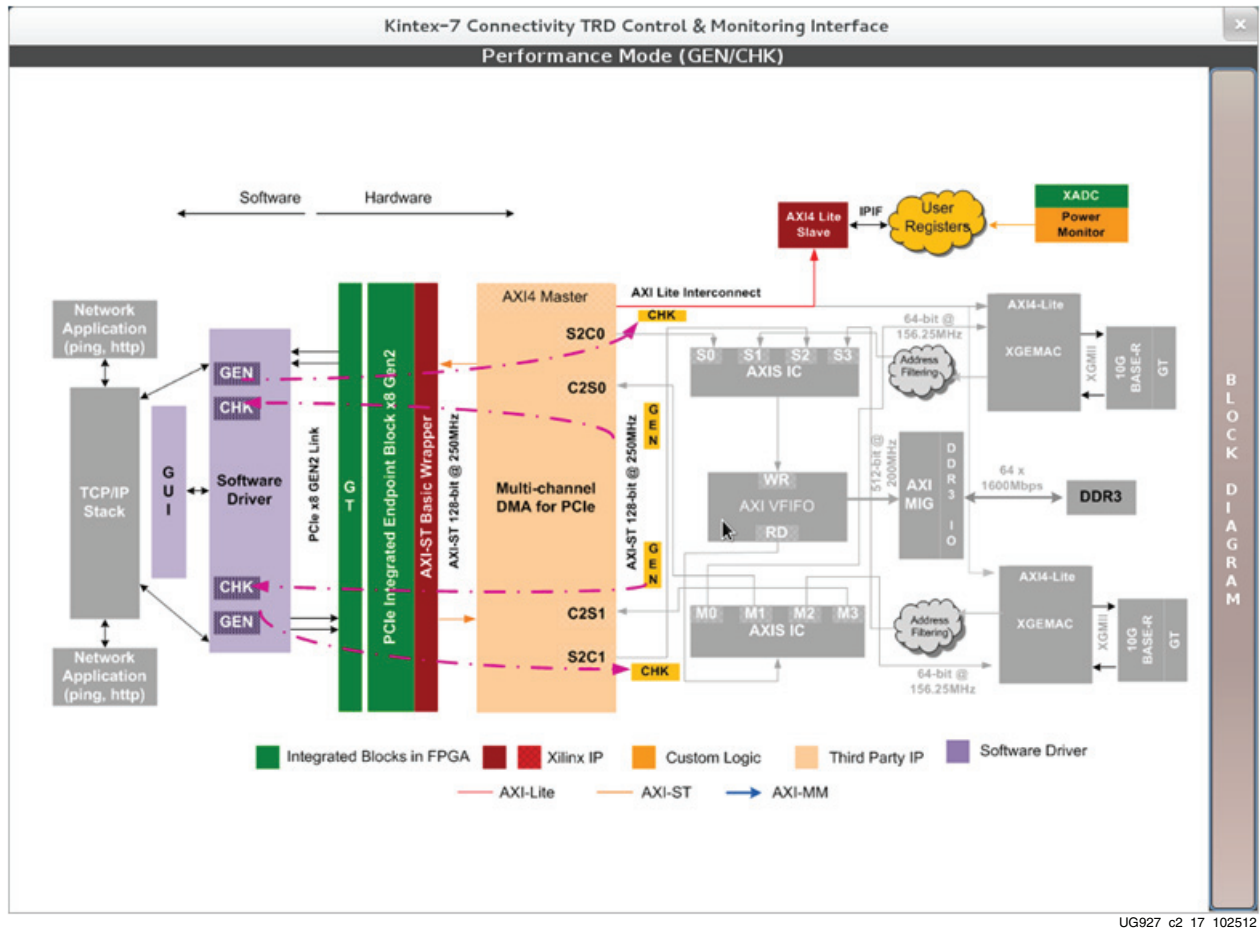 Kintex-7 Connectivity TRD Control & Monitoring Interface
Performance Mode (GEN/CHK)
Software
Hardware
AXI4 Lite
Slave
IPIF
User
Registers
XADC
Power
Monitor
Network
Application
(ping, http)
TCP/IP
Stack
Network
Application
(ping, http)
GUI
GEN
CHK
Software
Driver
CHK
GEN
PCIe x8 GEN2 Link
GT
PCIe Integrated Endpoint Block x8 Gen2
AXI-ST Basic Wrapper
AXI-ST 128-bit @ 250MHz
AXI4 Master
S2C0
C2S0
Multi-channel
DMA for PCIe
C2S1
S2C1
AXI Lite Interconnect
CHK
GEN
AXI-ST 128-bit @ 250MHz
GEN
CHK
S0 S1 S2 S3
AXIS IC
WR
AXI VFIFO
RD
M0 M1 M2 M3
AXIS IC
64-bit @
156.25MHz
Address
Filtering
512-bit @
200MHz
AXI
MIG
DDR3 IO
64 x
1600Mbps
DDR3
AXI4-Lite
XGEMAC
XGMII
10G
BASE-R
GT
Address
Filtering
64-bit @
156.25MHz
AXI4-Lite
XGEMAC
XGMII
10G
BASE-R
GT
BLOCK DIAGRAM
Integrated Blocks in FPGA
Xilinx IP
Custom Logic
Third Party IP
Software Driver
AXI-Lite
AXI-ST
AXI-MM
UG927_c2_17_102512